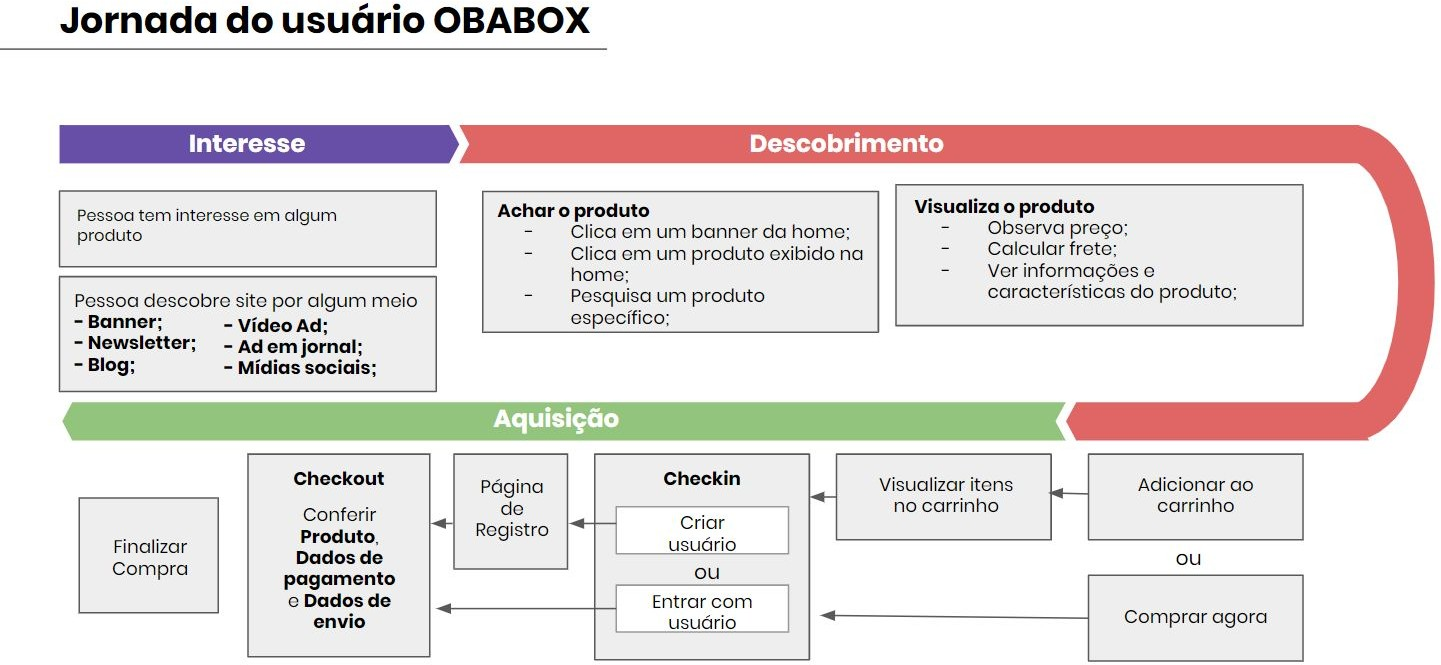 Jornada do usuário OBABOX
Interesse
Descobrimento
Pessoa tem interesse em algum
produto
Pessoa descobre site por algum meio
- Banner;
- Newsletter;
- Blog;
- Vídeo Ad;
- Ad em jornal;
- Mídias sociais;
Achar o produto
- Clica em um banner da home;
- Clica em um produto exibido na
home;
- Pesquisa um produto
específico;
Visualiza o produto
- Observa preço;
- Calcular frete;
- Ver informações e
características do produto;
Aquisição
Adicionar ao
carrinho
ou
Comprar agora
Visualizar itens
no carrinho
Checkin
Criar
usuário
ou
Entrar com
usuário
Página
de
Registro
Checkout
Conferir
Produto,
Dados de
pagamento
e Dados de
envio
Finalizar
Compra